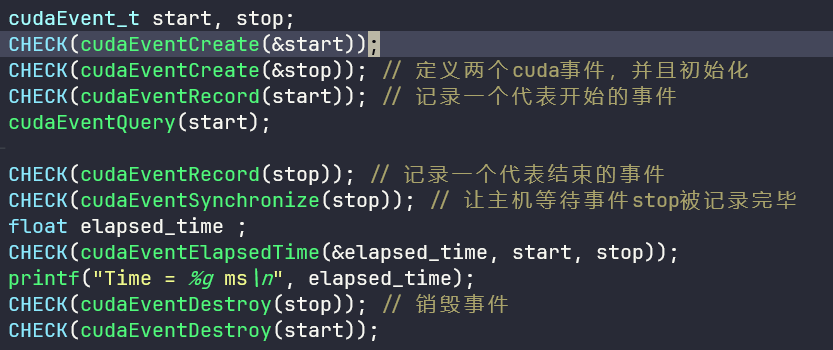 cudaEvent_t start, stop;
CHECK(cudaEventCreate(&start));
CHECK(cudaEventCreate(&stop)); // 定义两个cuda事件，并且初始化
CHECK(cudaEventRecord(start)); // 记录一个代表开始的事件
cudaEventQuery(start);
CHECK(cudaEventRecord(stop)); // 记录一个代表结束的事件
CHECK(cudaEventSynchronize(stop)); // 让主机等待事件stop被记录完毕
float elapsed_time ;
CHECK(cudaEventElapsedTime(&elapsed_time, start, stop));
printf("Time = %g ms\n", elapsed_time);
CHECK(cudaEventDestroy(stop)); // 销毁事件
CHECK(cudaEventDestroy(start));